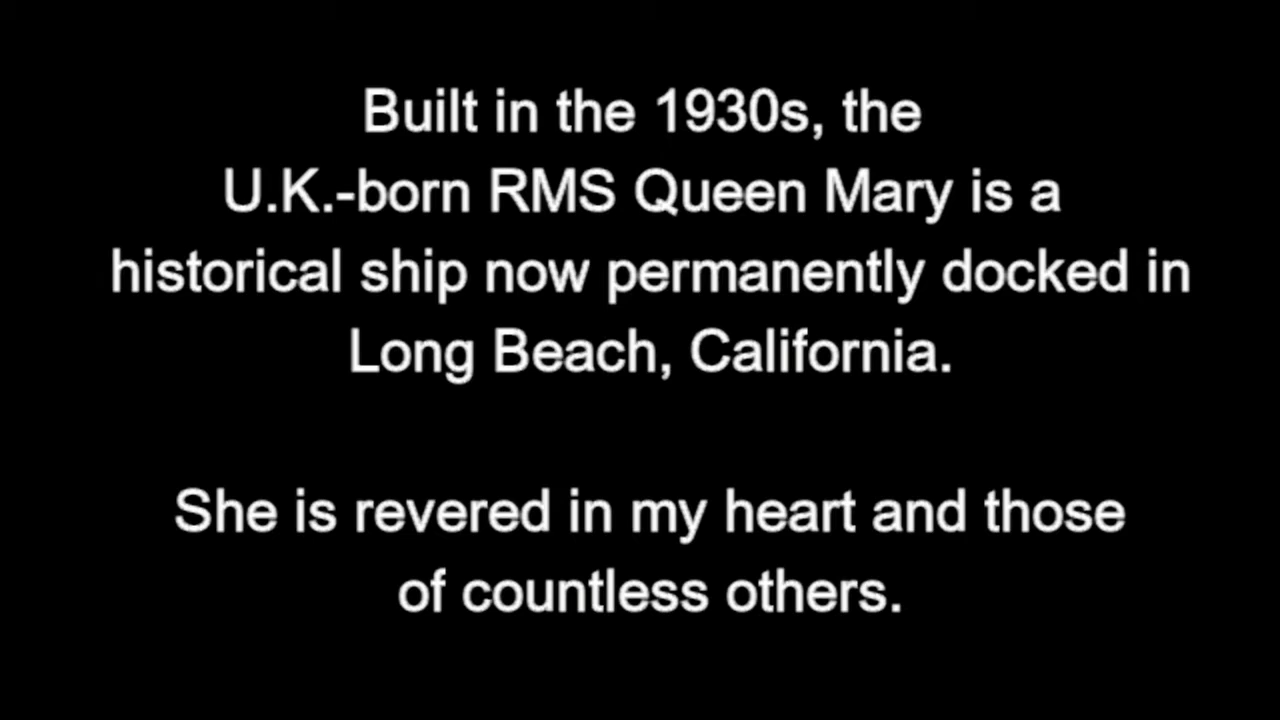 Built in the 1930s, the
U.K.-born RMS Queen Mary is a
historical ship now permanently docked in
Long Beach, California.
She is revered in my heart and those
of countless others.